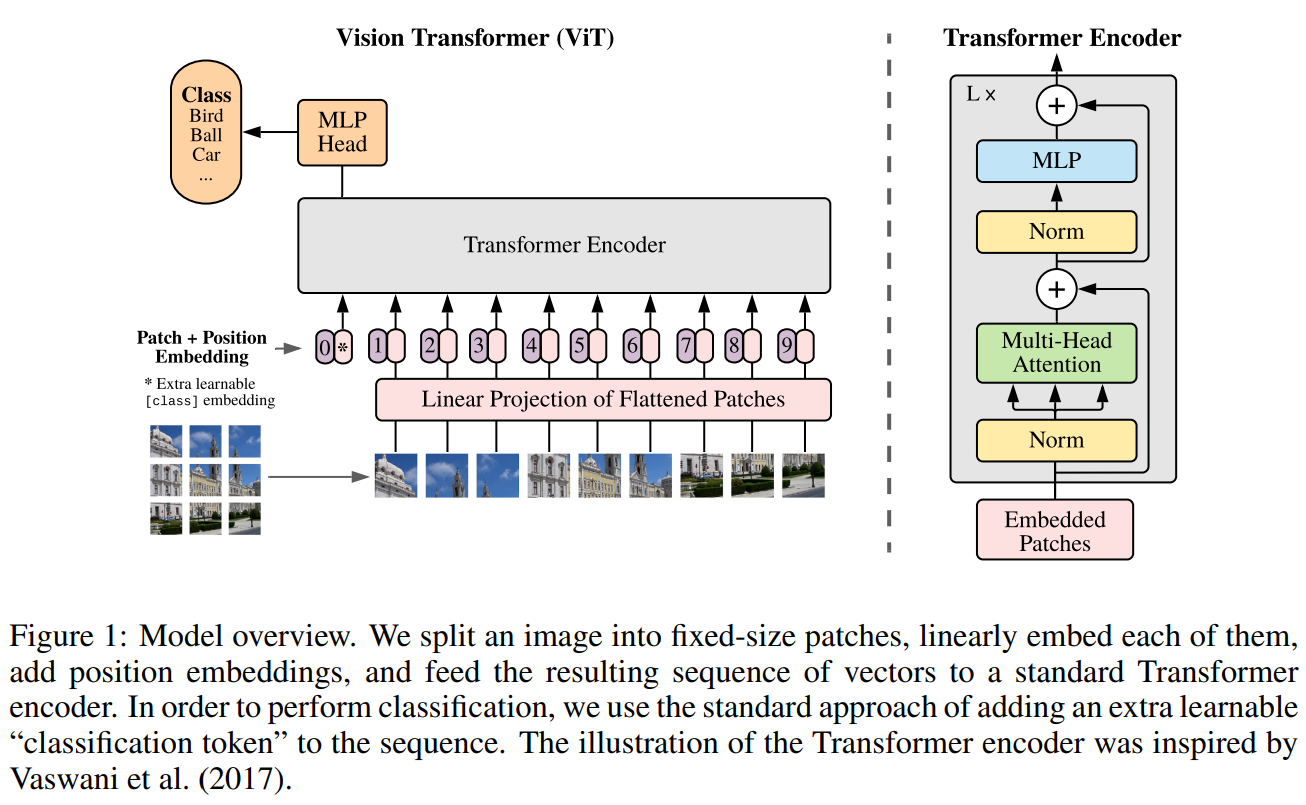 Vision Transformer (ViT)
Class
Bird
Ball
Car
...
MLP
Head
Transformer Encoder
Patch + Position
Embedding
* Extra learnable
[class] embedding
0 * 1 2 3 4 5 6 7 8 9
Linear Projection of Flattened Patches
Transformer Encoder
L ×
+
MLP
Norm
+
Multi-Head
Attention
Norm
Embedded
Patches
Figure 1: Model overview. We split an image into fixed-size patches, linearly embed each of them,
add position embeddings, and feed the resulting sequence of vectors to a standard Transformer
encoder. In order to perform classification, we use the standard approach of adding an extra learnable
“classification token” to the sequence. The illustration of the Transformer encoder was inspired by
Vaswani et al. (2017).